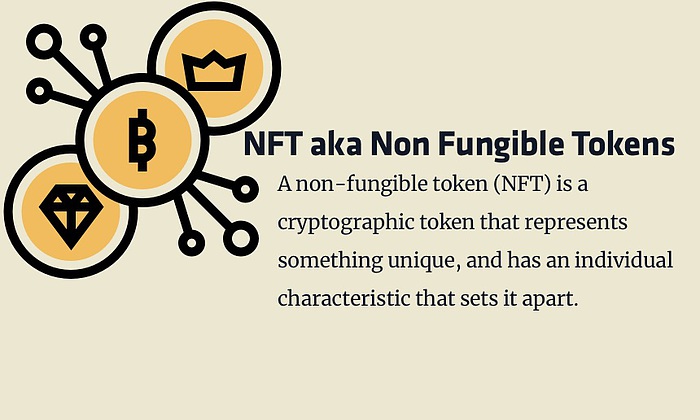 NFT aka Non Fungible Tokens
A non-fungible token (NFT) is a
cryptographic token that represents
something unique, and has an individual
characteristic that sets it apart.